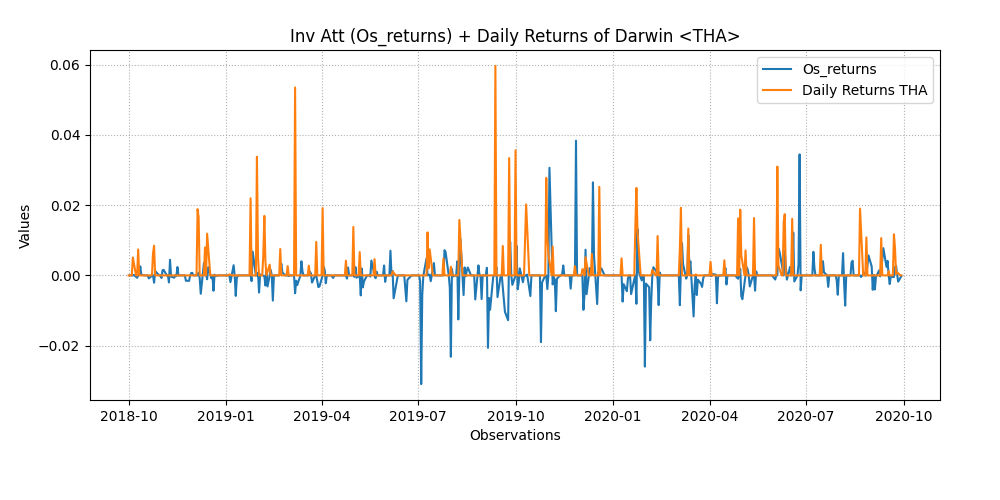 Inv Att (Os_returns) + Daily Returns of Darwin <THA>
Os_returns
Daily Returns THA
0.06
0.04
0.02
0.00
−0.02
Values
2018-10
2019-01
2019-04
2019-07
2019-10
2020-01
2020-04
2020-07
2020-10
Observations